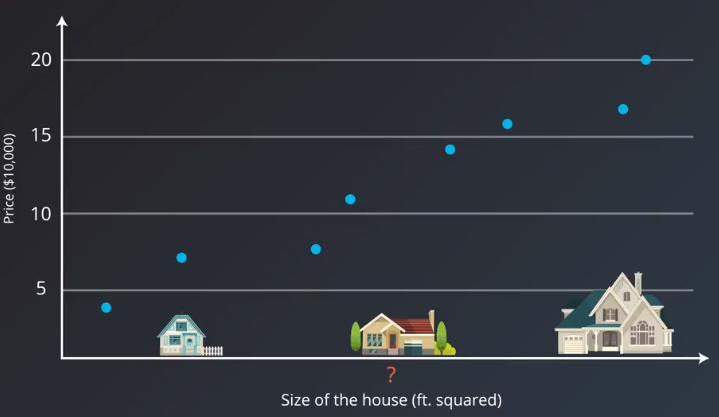 Price ($10,000)
20
15
10
5
?
Size of the house (ft. squared)